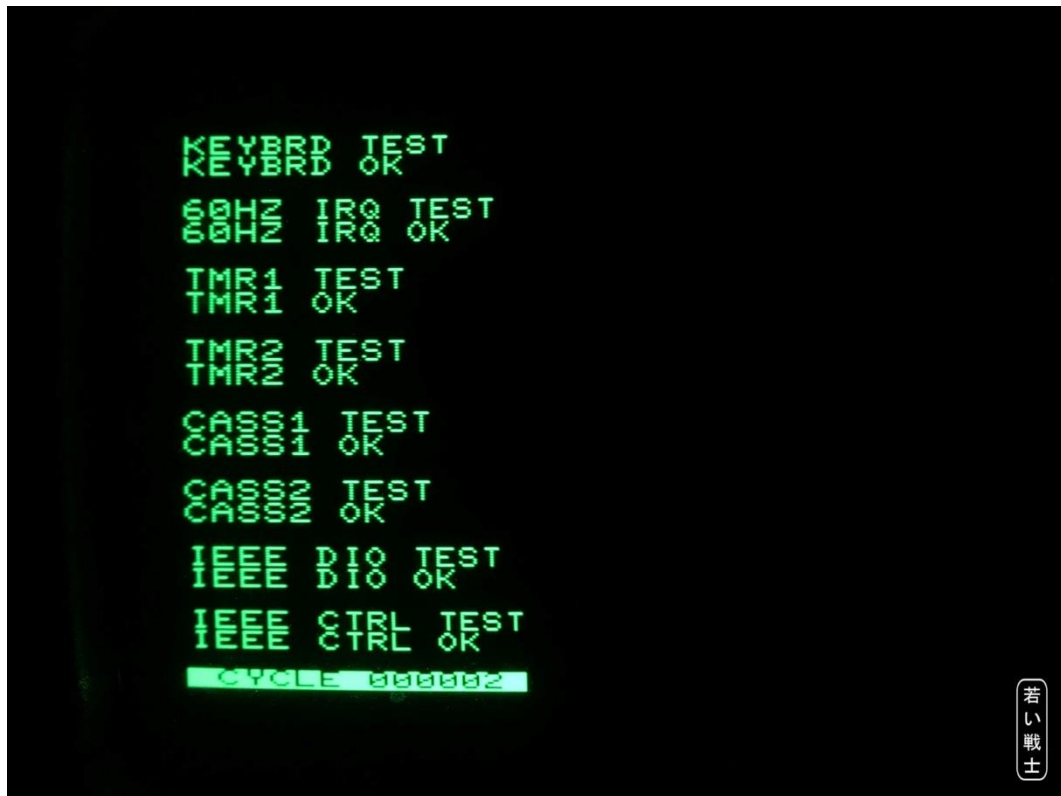 KEYBRD TEST
KEYBRD OK
60HZ IRQ TEST
60HZ IRQ OK
TMR1 TEST
TMR1 OK
TMR2 TEST
TMR2 OK
CASS1 TEST
CASS1 OK
CASS2 TEST
CASS2 OK
IEEE DIO TEST
IEEE DIO OK
IEEE CTRL TEST
IEEE CTRL OK
CYCLE 000002
若い戦士